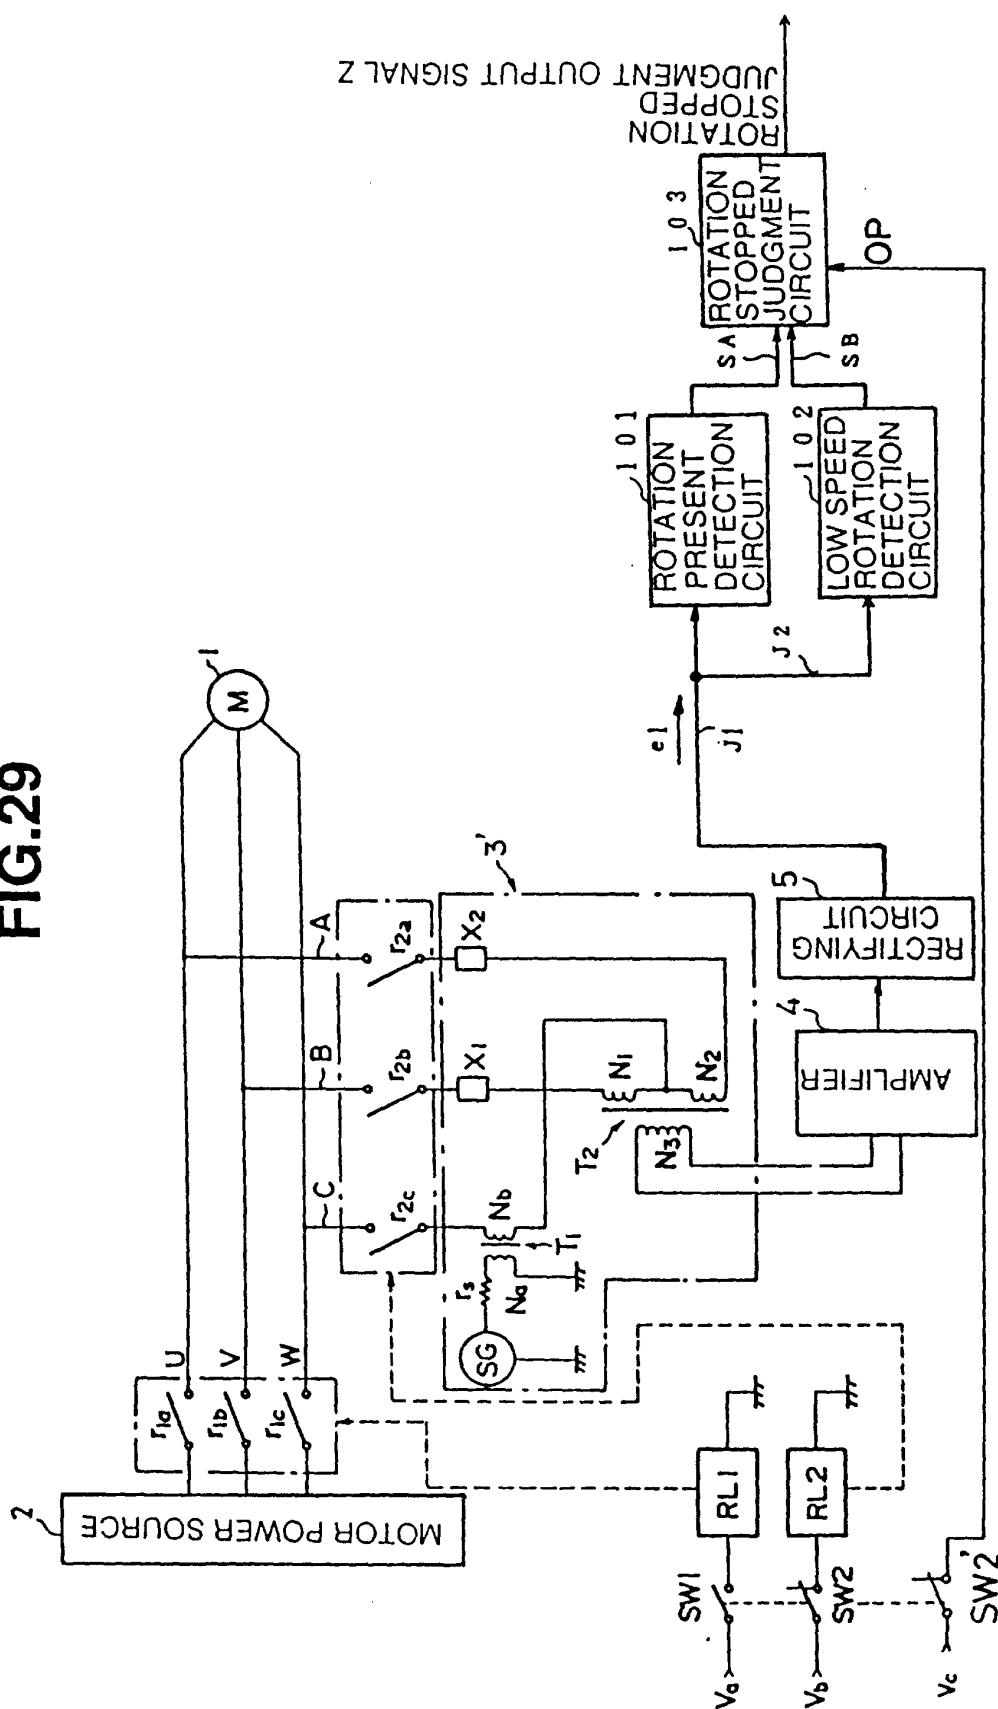 FIG.29
2
MOTOR POWER SOURCE
r1a
r1b
r1c
U
V
W
1
M
A
B
C
r2a
r2b
r2c
3'
X1
X2
SG
rs
Na
Nb
T1
T2
N1
N2
N3
4
AMPLIFIER
5
RECTIFYING
CIRCUIT
e1
j1
J2
101
ROTATION
PRESENT
DETECTION
CIRCUIT
102
LOW SPEED
ROTATION
DETECTION
CIRCUIT
SA
SB
103
ROTATION
STOPPED
JUDGMENT
CIRCUIT
OP
ROTATION
STOPPED
JUDGMENT OUTPUT SIGNAL Z
RL1
RL2
SW1
SW2
SW2'
Va
Vb
Vc